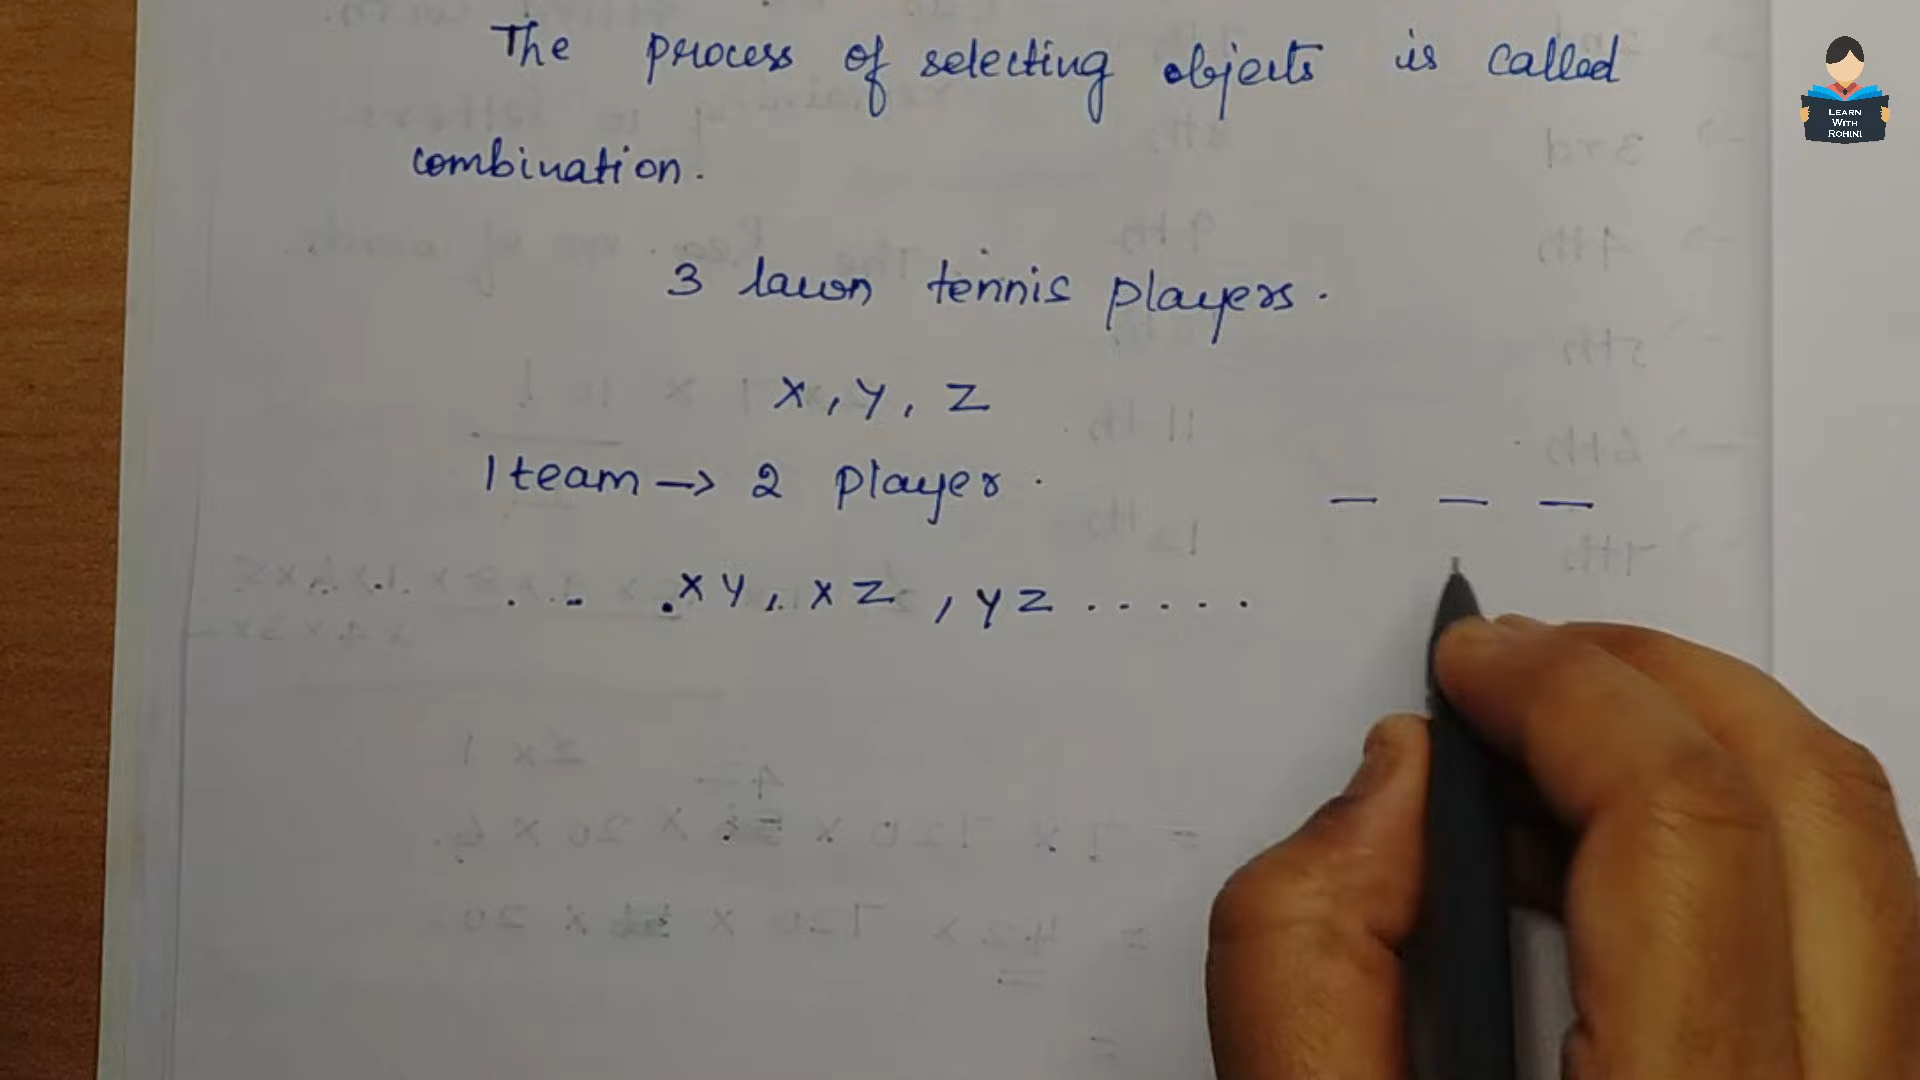 The process of selecting objects is called
combination.
3 lawn tennis players.
X, Y, Z
1 team → 2 player.
_ _ _
. . . XY, XZ, YZ . . . . .
LEARN
WITH
ROHINI